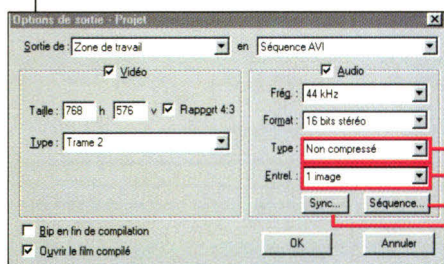 Options de sortie - Projet
Sortie de : Zone de travail en Séquence AVI
Vidéo
Taille : 768 h 576 v Rapport 4:3
Type : Trame 2
Audio
Fréq. : 44 kHz
Format : 16 bits stéréo
Type : Non compressé
Entrel. : 1 image
Sync... Séquence...
Bip en fin de compilation
Ouvrir le film compilé
OK Annuler